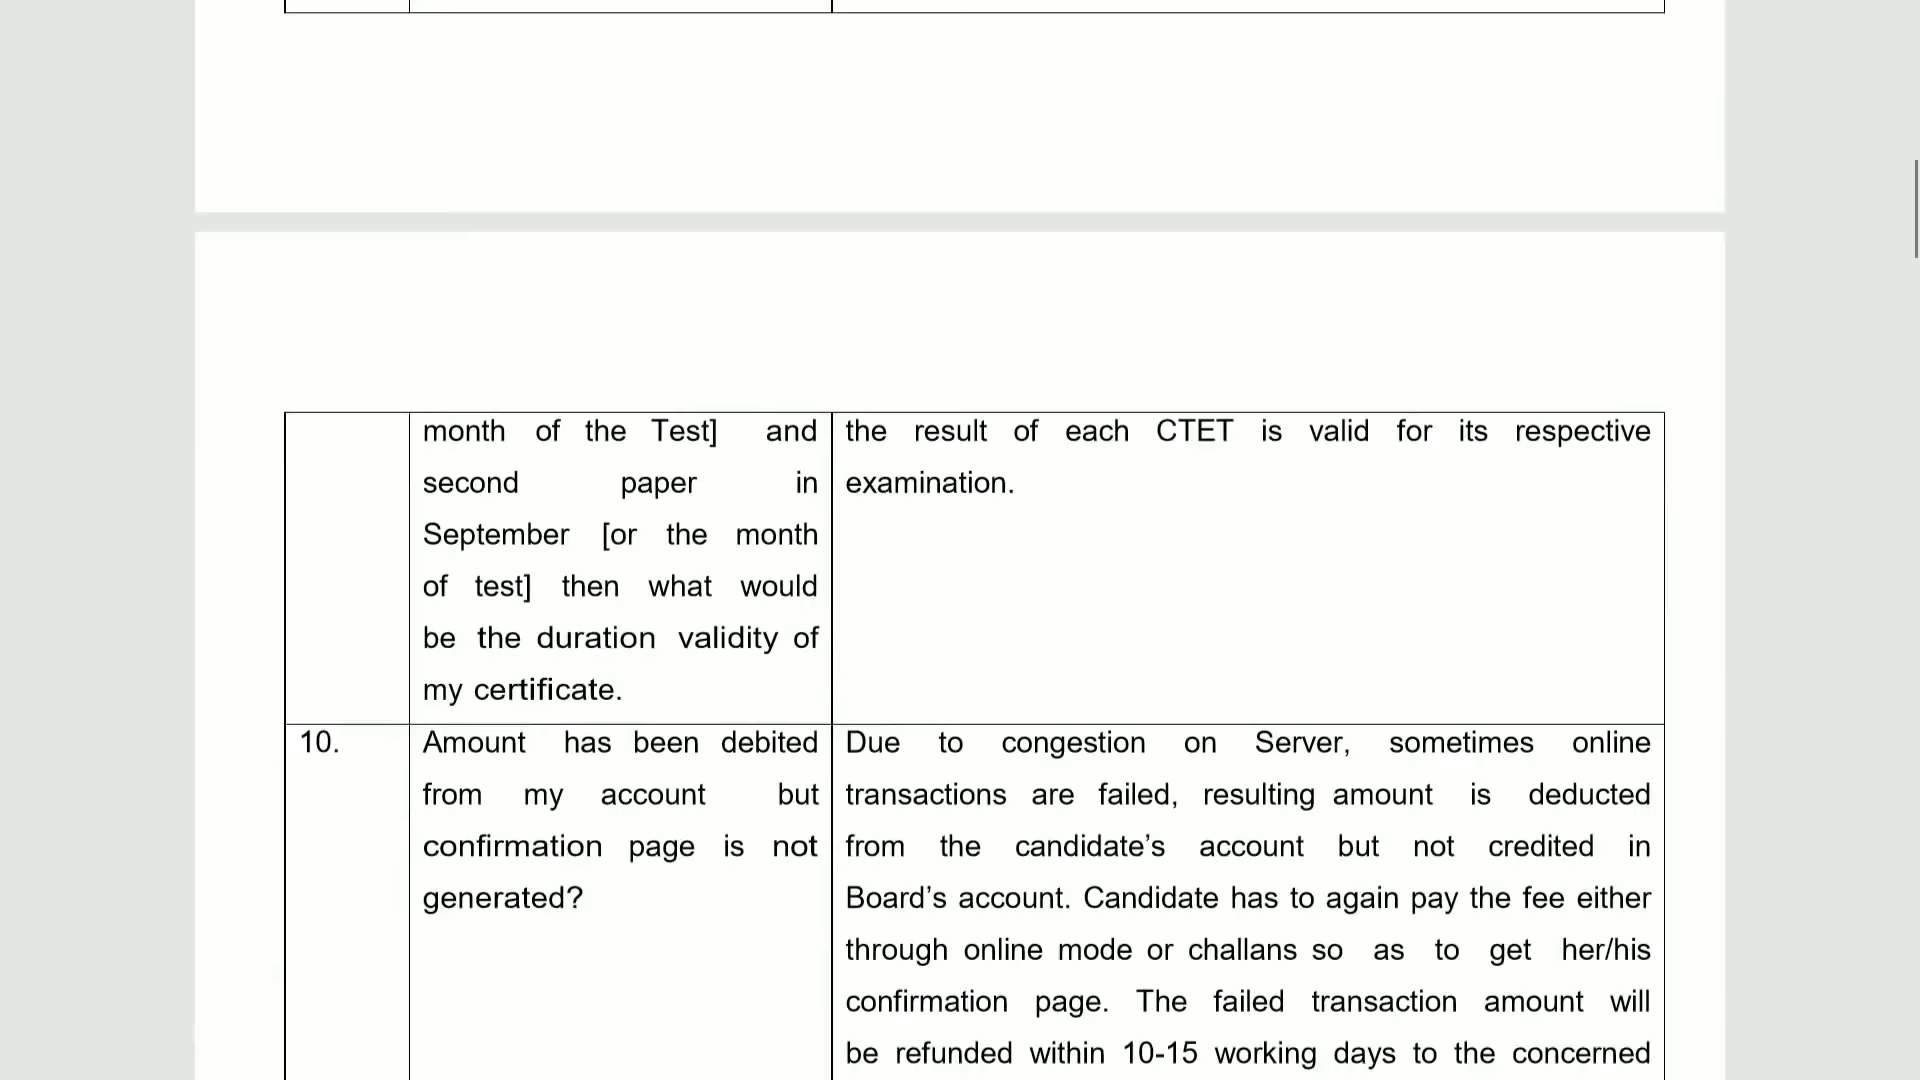 month of the Test] and
second paper in
September [or the month
of test] then what would
be the duration validity of
my certificate.
the result of each CTET is valid for its respective
examination.
10.
Amount has been debited
from my account but
confirmation page is not
generated?
Due to congestion on Server, sometimes online
transactions are failed, resulting amount is deducted
from the candidate’s account but not credited in
Board’s account. Candidate has to again pay the fee either
through online mode or challans so as to get her/his
confirmation page. The failed transaction amount will
be refunded within 10-15 working days to the concerned